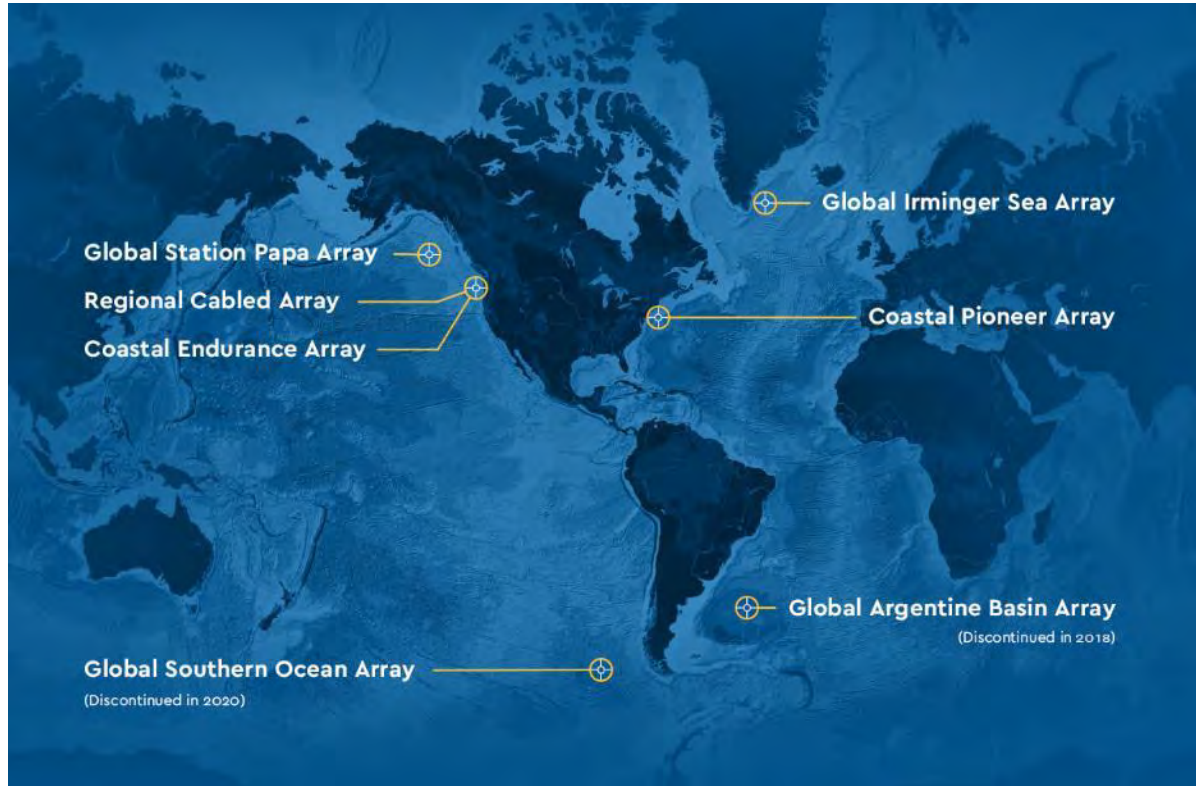 Global Irminger Sea Array
Global Station Papa Array
Regional Cabled Array
Coastal Pioneer Array
Coastal Endurance Array
Global Argentine Basin Array
(Discontinued in 2018)
Global Southern Ocean Array
(Discontinued in 2020)